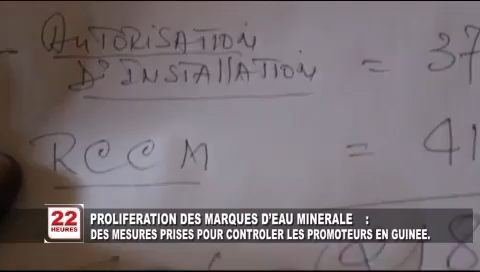 - AUTORISATION
D'INSTALLATION = 37
RCCM = 41
22 HEURES
PROLIFERATION DES MARQUES D'EAU MINERALE :
DES MESURES PRISES POUR CONTROLER LES PROMOTEURS EN GUINEE.